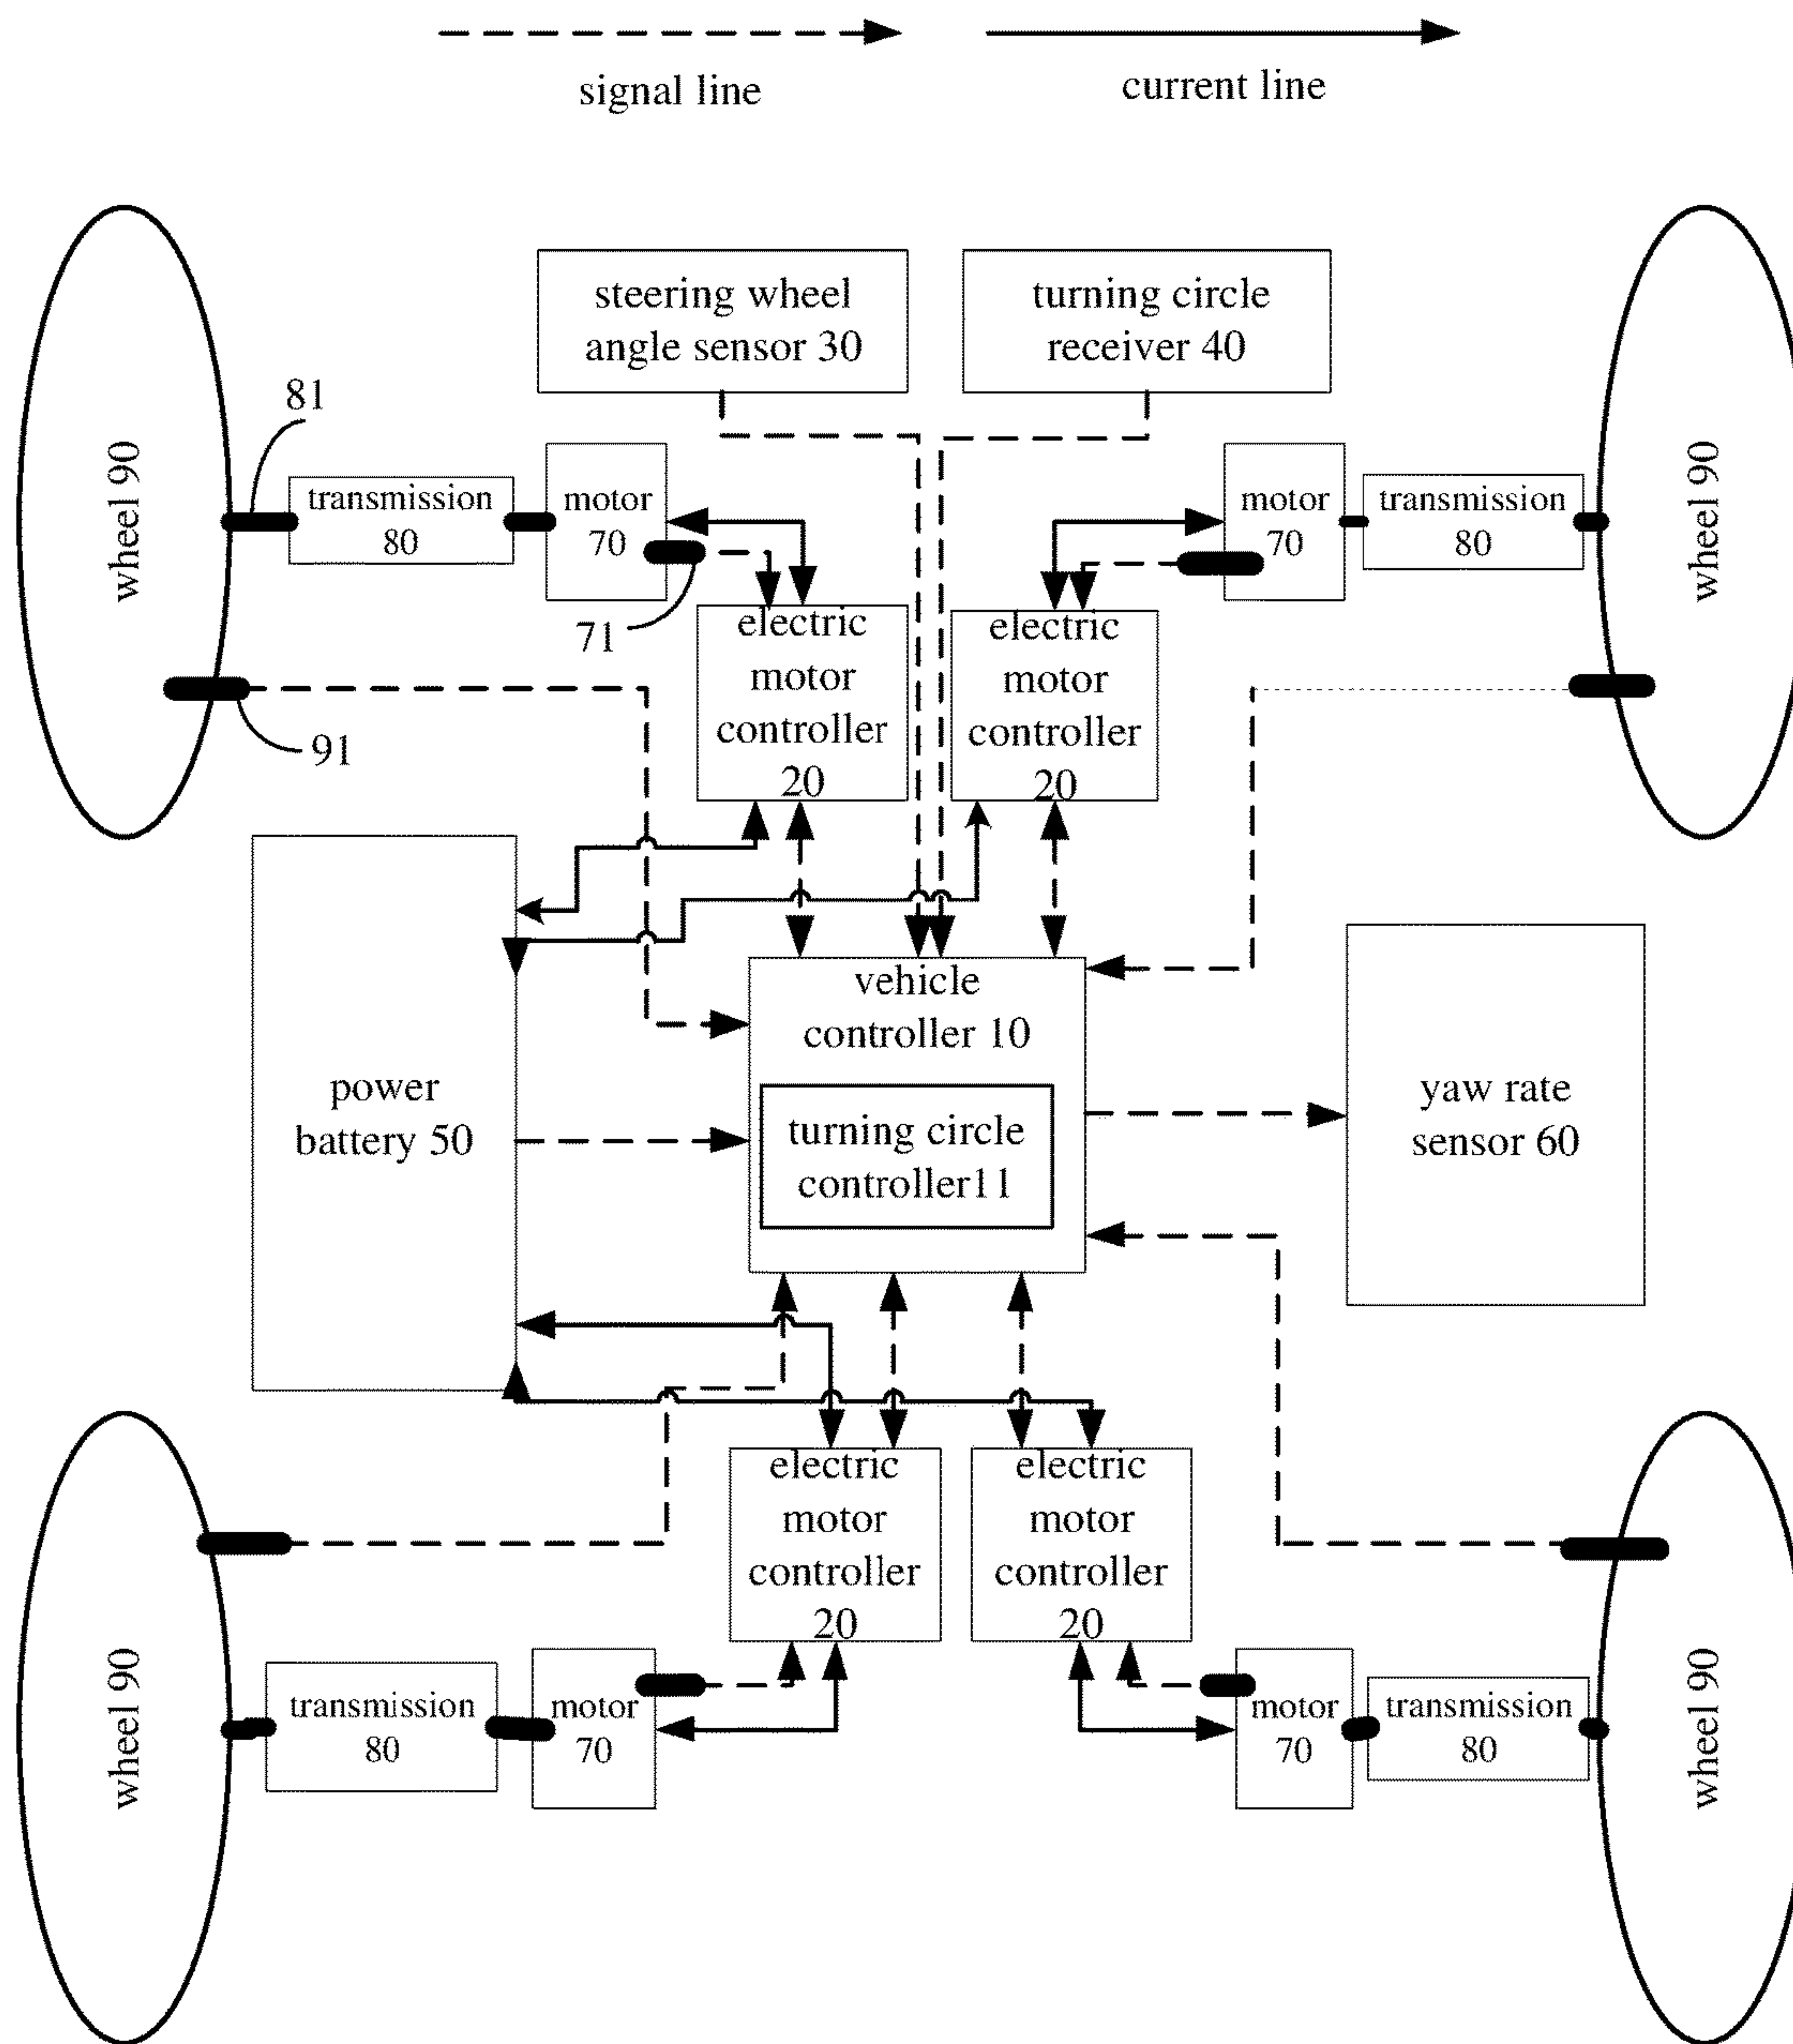 signal line
current line
steering wheel
angle sensor 30
turning circle
receiver 40
81
wheel 90
transmission
80
motor
70
motor
70
transmission
80
wheel 90
71
electric
motor
controller
20
electric
motor
controller
20
91
power
battery 50
vehicle
controller 10
turning circle
controller11
yaw rate
sensor 60
electric
motor
controller
20
electric
motor
controller
20
wheel 90
transmission
80
motor
70
motor
70
transmission
80
wheel 90